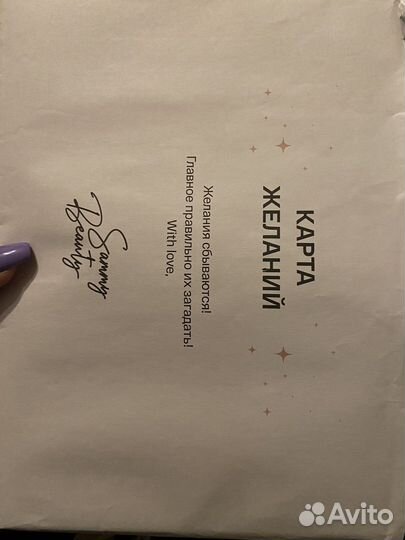 КАРТА
ЖЕЛАНИЙ
Желания сбываются!
Главное правильно их загадать!
With love,
Sammy
+
Beauty
Avito